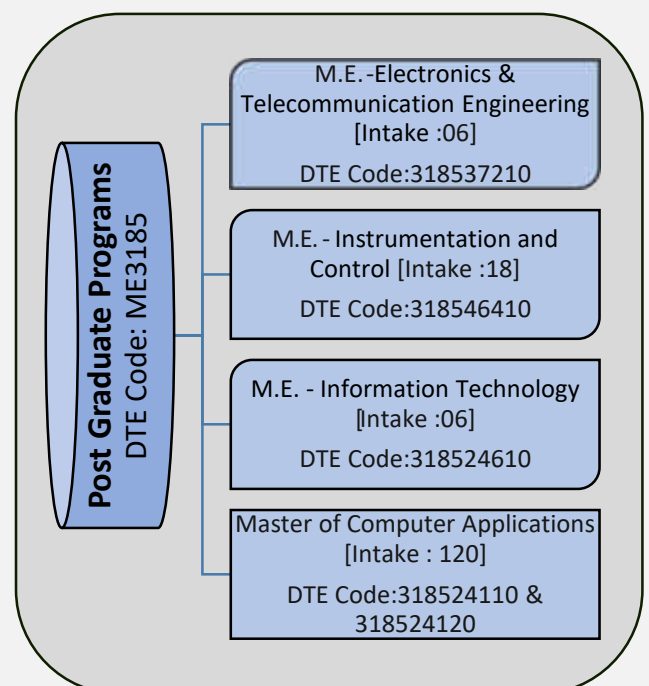 Post Graduate Programs
DTE Code: ME3185
M.E. -Electronics &
Telecommunication Engineering
[Intake :06]
DTE Code:318537210
M.E. - Instrumentation and
Control [Intake :18]
DTE Code:318546410
M.E. - Information Technology
[Intake :06]
DTE Code:318524610
Master of Computer Applications
[Intake : 120]
DTE Code:318524110 &
318524120